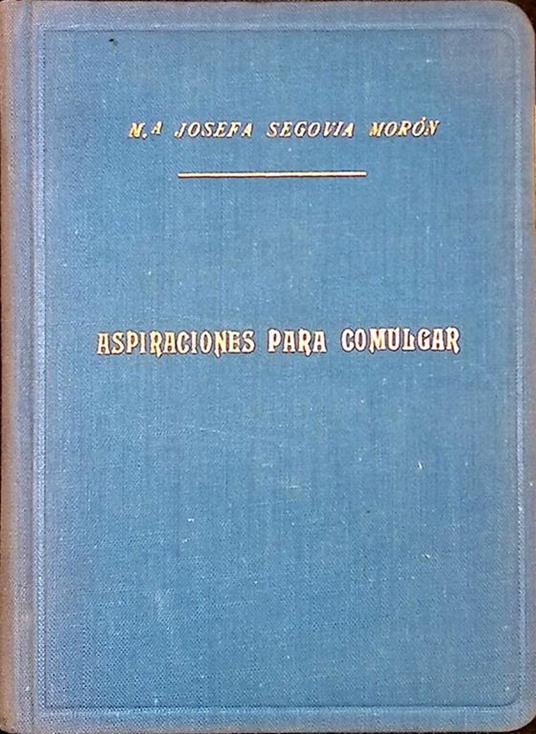 M.ª JOSEFA SEGOVIA MORÓN
ASPIRACIONES PARA COMULGAR